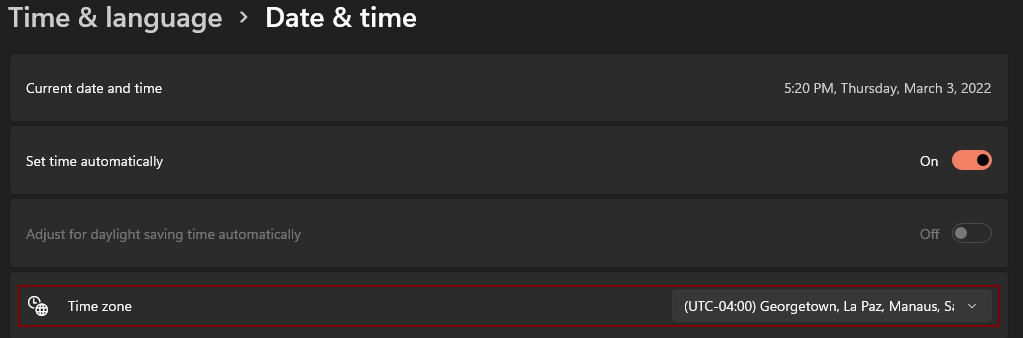 Time & language > Date & time
Current date and time 5:20 PM, Thursday, March 3, 2022
Set time automatically On
Adjust for daylight saving time automatically Off
Time zone (UTC-04:00) Georgetown, La Paz, Manaus, Sa